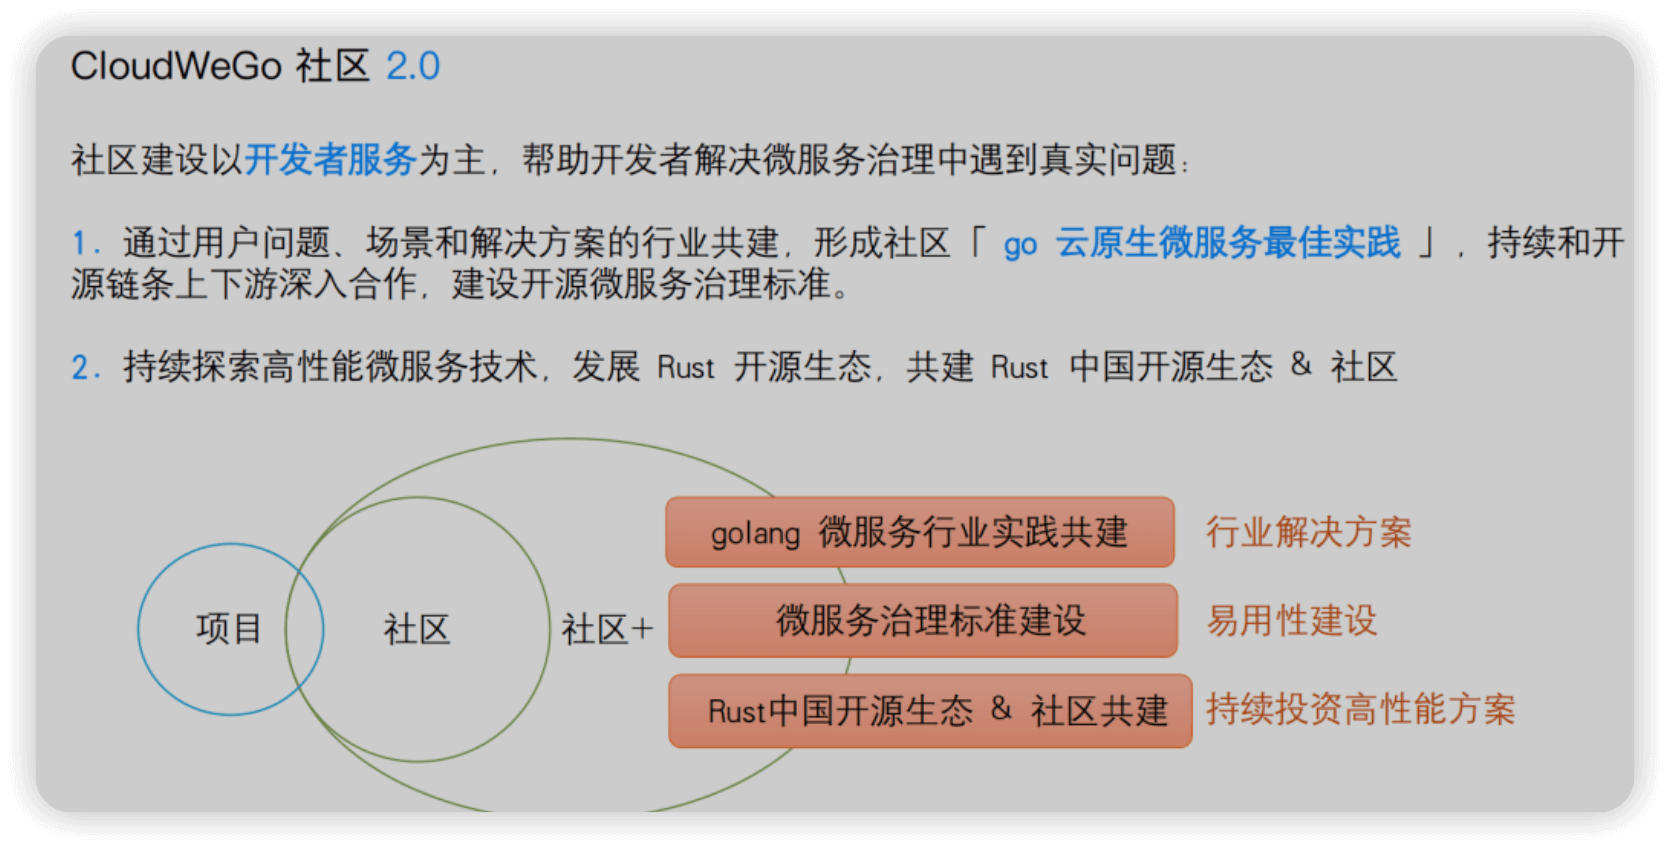 CloudWeGo 社区 2.0
社区建设以开发者服务为主，帮助开发者解决微服务治理中遇到真实问题：
1. 通过用户问题、场景和解决方案的行业共建，形成社区「 go 云原生微服务最佳实践 」，持续和开
源链条上下游深入合作，建设开源微服务治理标准。
2. 持续探索高性能微服务技术，发展 Rust 开源生态，共建 Rust 中国开源生态 & 社区
golang 微服务行业实践共建 行业解决方案
项目 社区 社区+ 微服务治理标准建设 易用性建设
Rust中国开源生态 & 社区共建 持续投资高性能方案